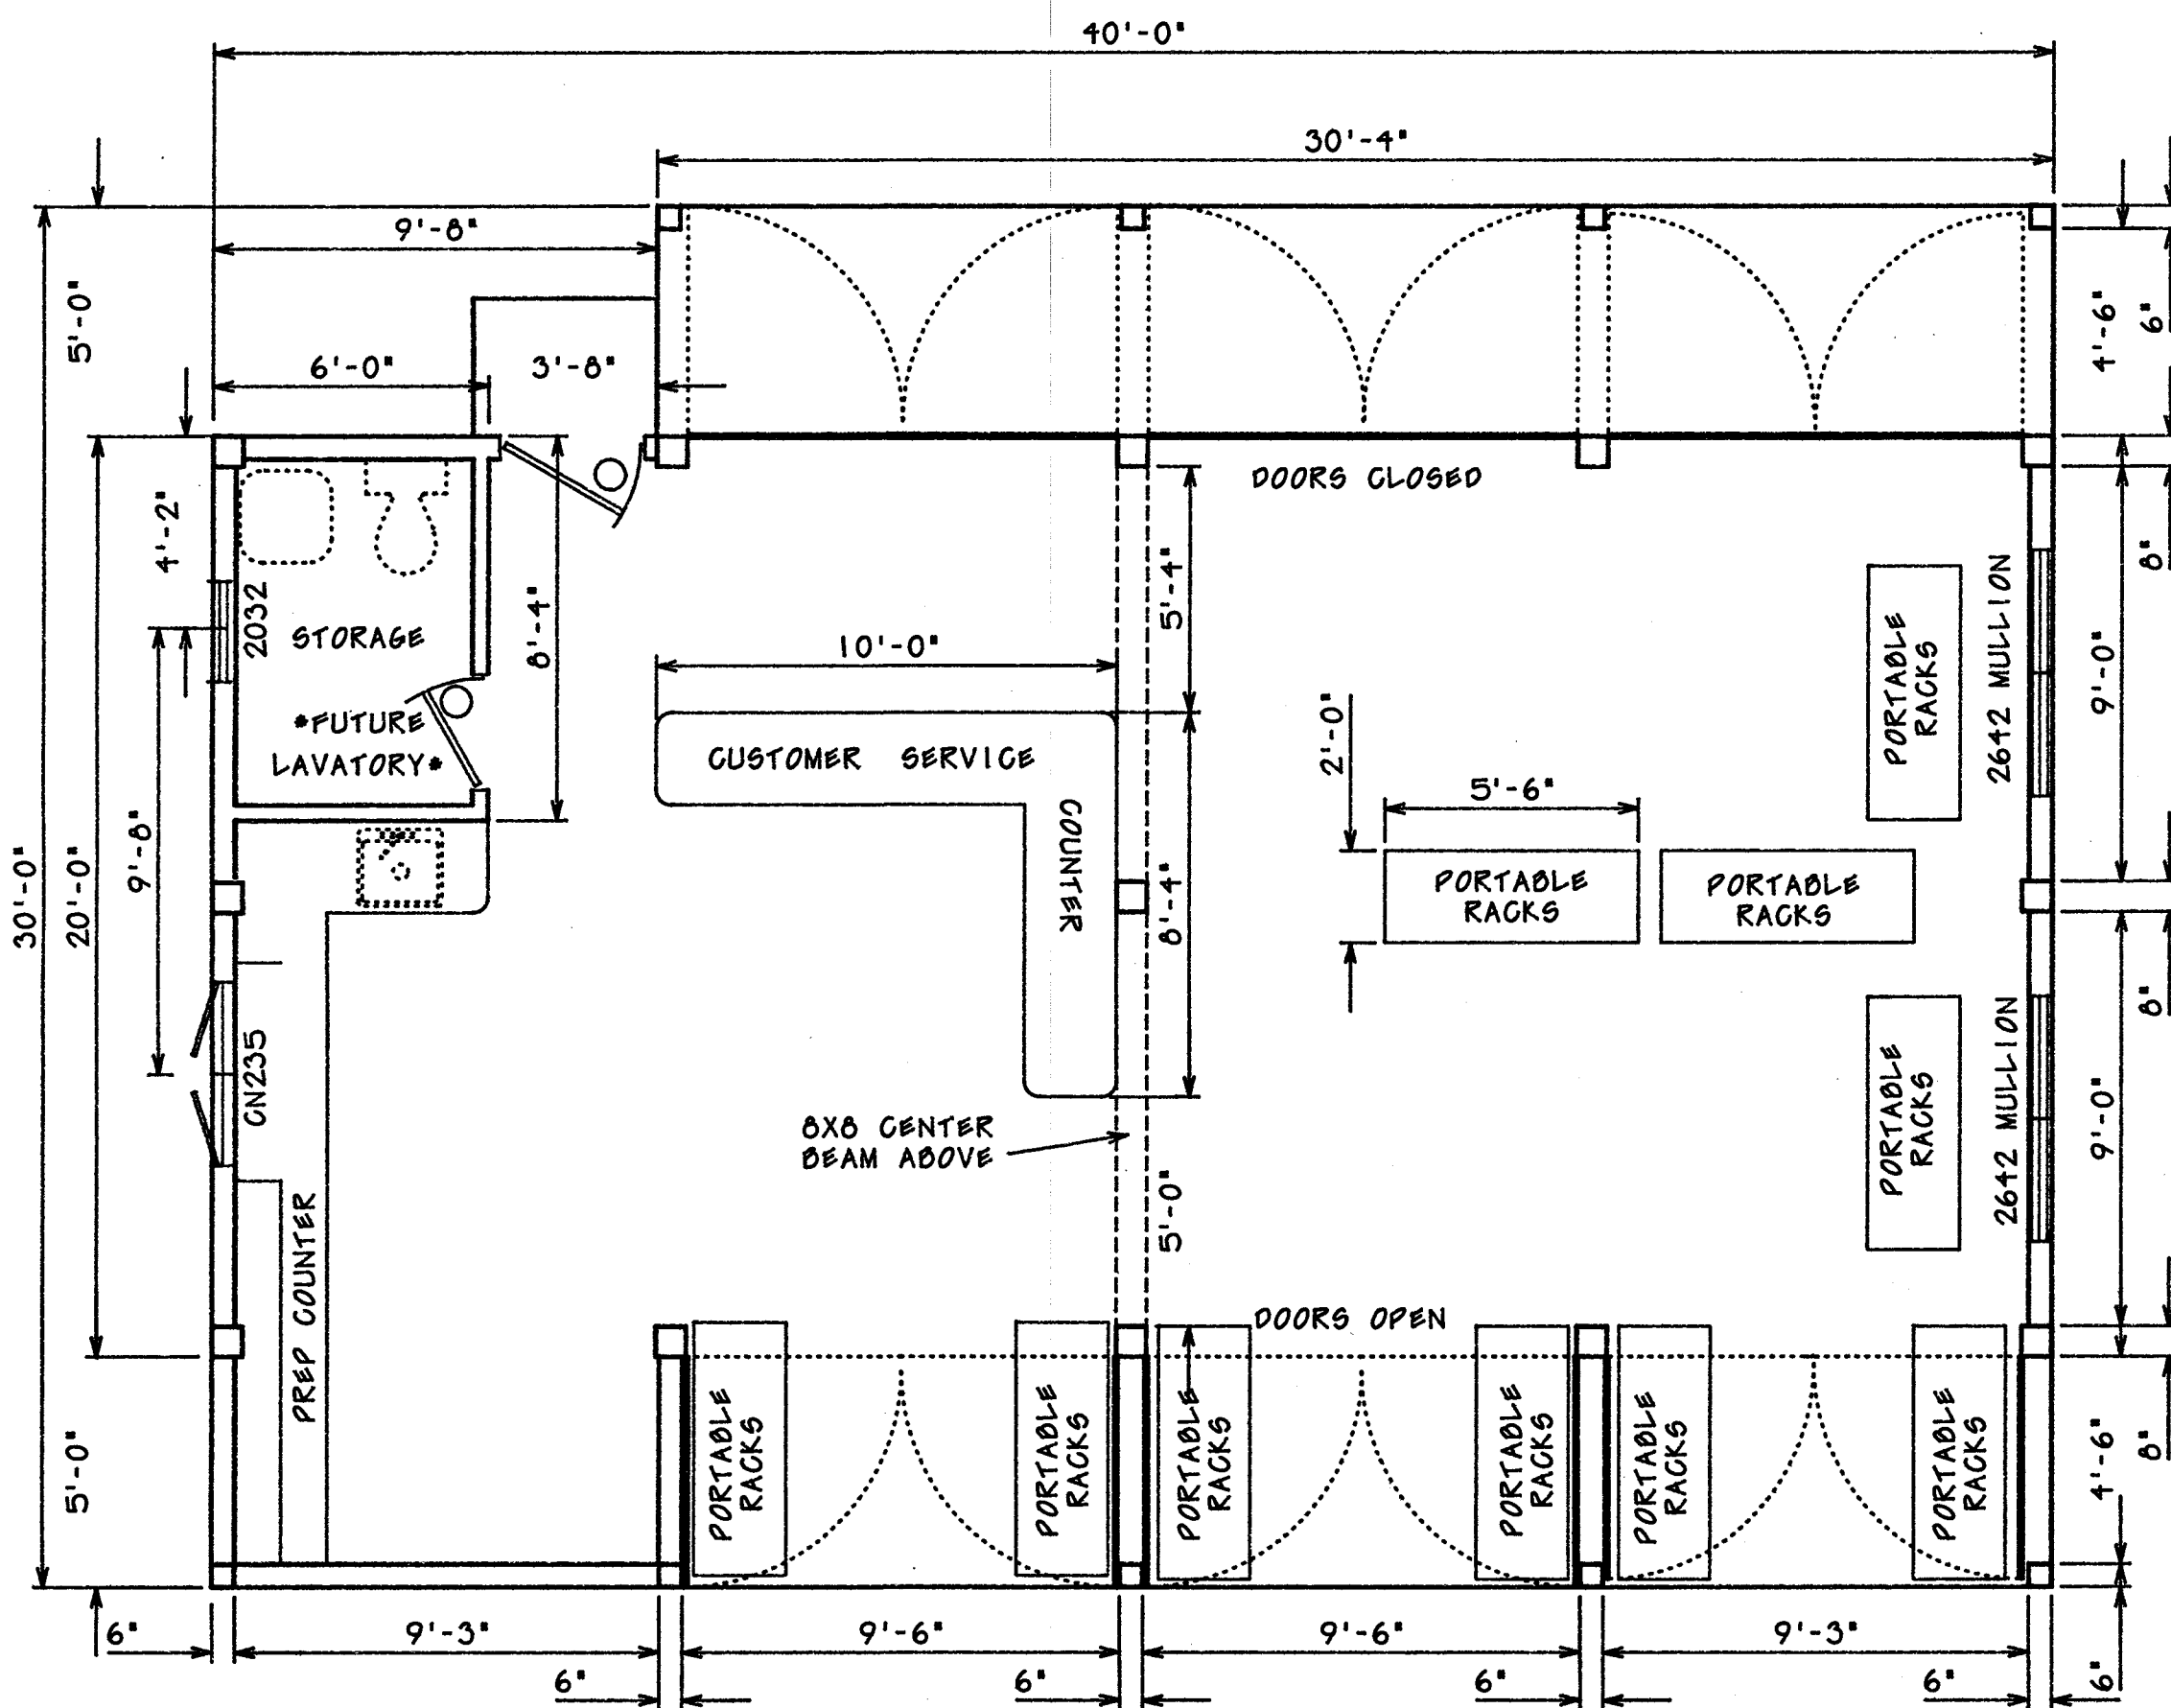 40'-0"
30'-4"
9'-8"
5'-0"
4'-6"
6"
6'-0"
3'-8"
DOORS CLOSED
4'-2"
2032
STORAGE
8'-4"
5'-4"
8"
*FUTURE
LAVATORY*
10'-0"
CUSTOMER SERVICE
COUNTER
2'-0"
5'-6"
PORTABLE
RACKS
2642 MULLION
9'-0"
30'-0"
20'-0"
9'-8"
8'-4"
PORTABLE
RACKS
PORTABLE
RACKS
8"
CN235
8X8 CENTER
BEAM ABOVE
5'-0"
PORTABLE
RACKS
2642 MULLION
9'-0"
PREP COUNTER
DOORS OPEN
5'-0"
PORTABLE
RACKS
PORTABLE
RACKS
PORTABLE
RACKS
PORTABLE
RACKS
PORTABLE
RACKS
PORTABLE
RACKS
4'-6"
8"
6"
9'-3"
9'-6"
9'-6"
9'-3"
6"
6"
6"
6"
6"